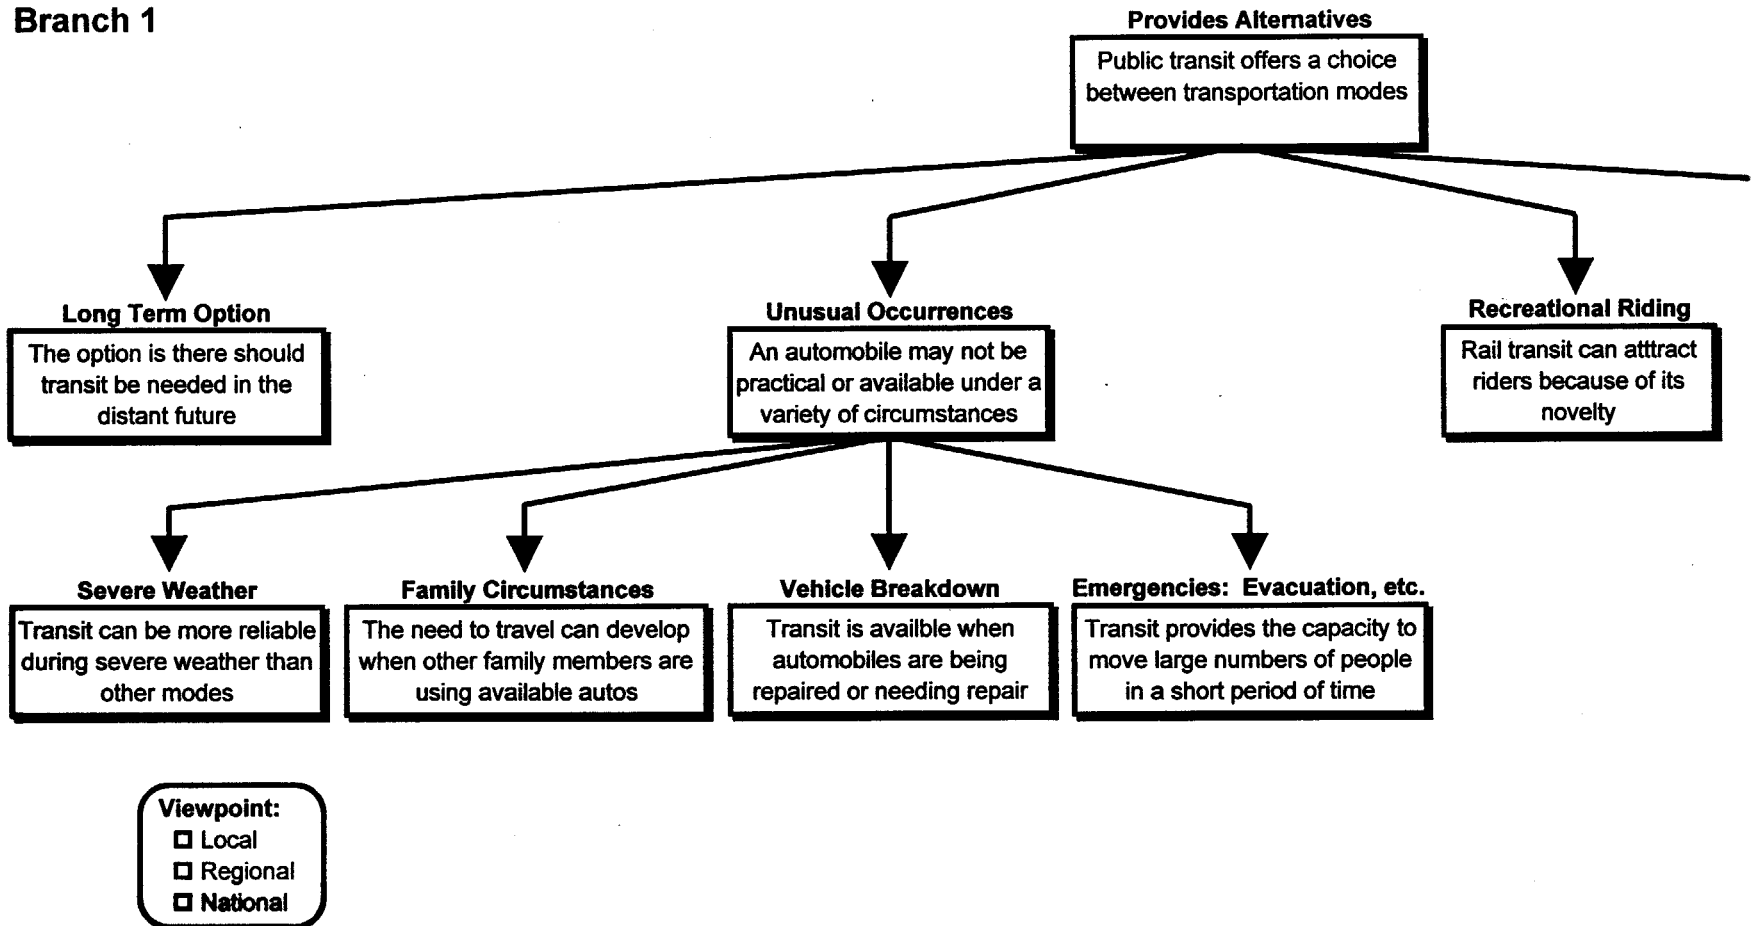 Branch 1
Provides Alternatives
Public transit offers a choice
between transportation modes
Long Term Option
The option is there should
transit be needed in the
distant future
Unusual Occurrences
An automobile may not be
practical or available under a
variety of circumstances
Recreational Riding
Rail transit can atttract
riders because of its
novelty
Severe Weather
Transit can be more reliable
during severe weather than
other modes
Family Circumstances
The need to travel can develop
when other family members are
using available autos
Vehicle Breakdown
Transit is availble when
automobiles are being
repaired or needing repair
Emergencies: Evacuation, etc.
Transit provides the capacity to
move large numbers of people
in a short period of time
Viewpoint:
Local
Regional
National